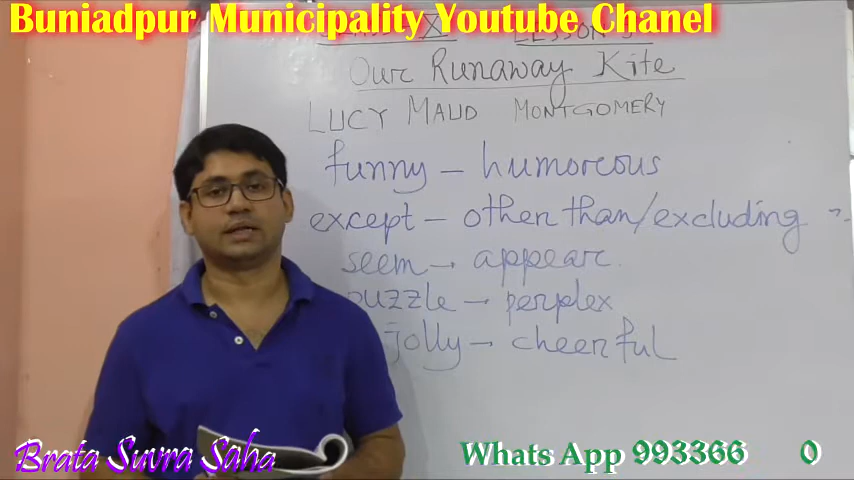 Buniadpur Municipality Youtube Chanel
X LESSON
Our Runaway Kite
LUCY MAUD MONTGOMERY
funny – humorous
except – other than/excluding
seem → appear
puzzle → perplex
jolly → cheerful
Brata Suvra Saha
Whats App 993366 0